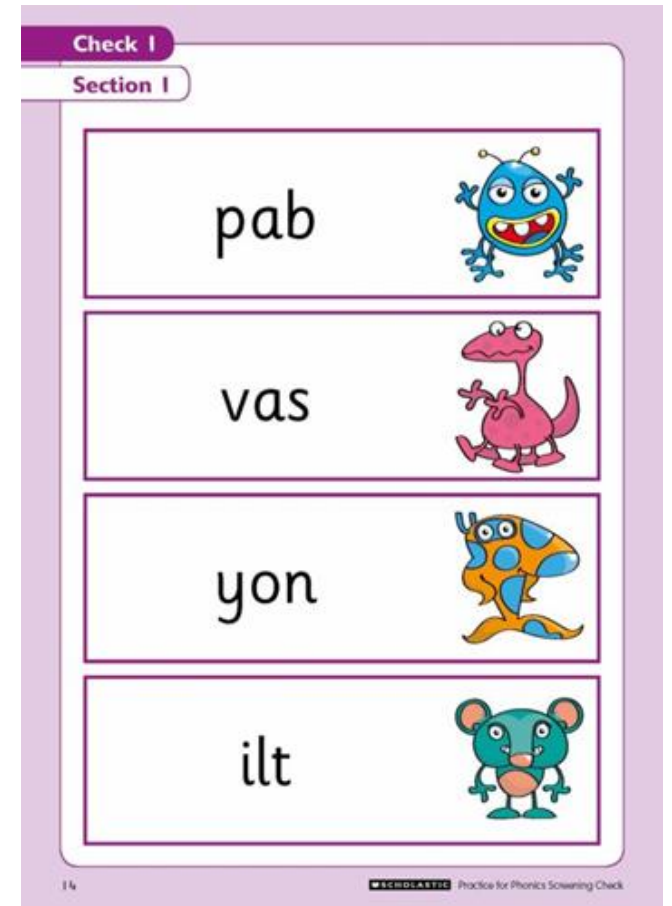 Check 1
Section 1
pab
vas
yon
ilt
14
SCHOLASTIC Practice for Phonics Screening Check